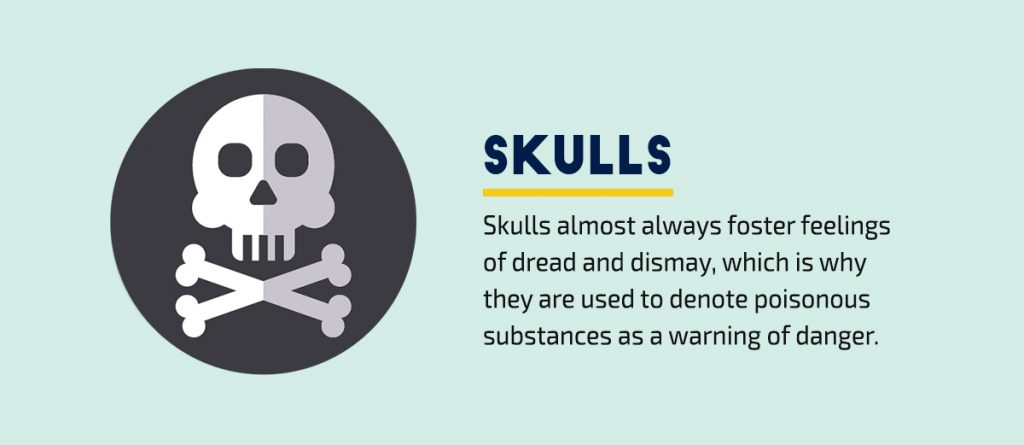 SKULLS
Skulls almost always foster feelings
of dread and dismay, which is why
they are used to denote poisonous
substances as a warning of danger.